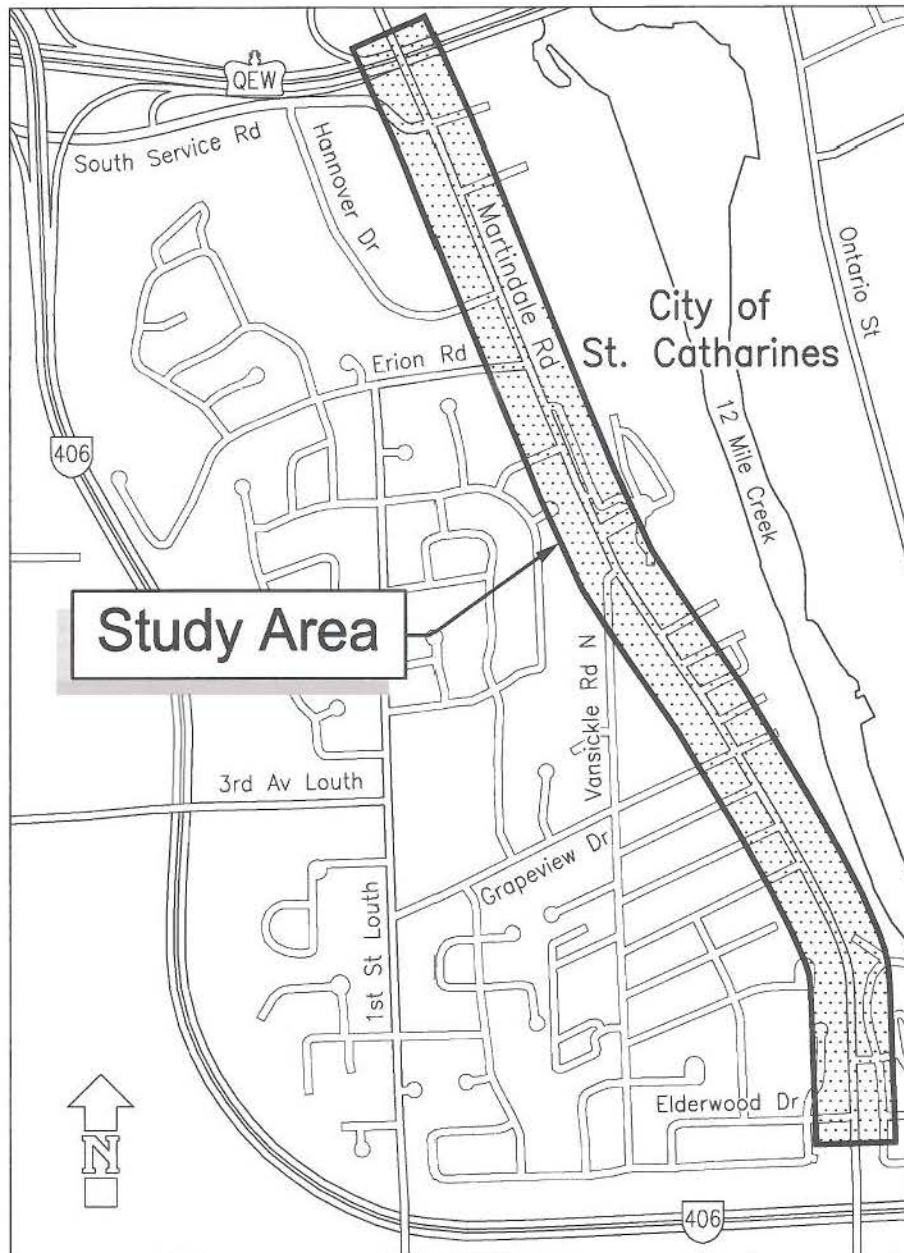 QEW
South Service Rd
Hannover Dr
Martindale Rd
Ontario St
City of
St. Catharines
Erion Rd
12 Mile Creek
406
Study Area
Vansickle Rd N
3rd Av Louth
Grapeview Dr
1st St Louth
Elderwood Dr
N
406